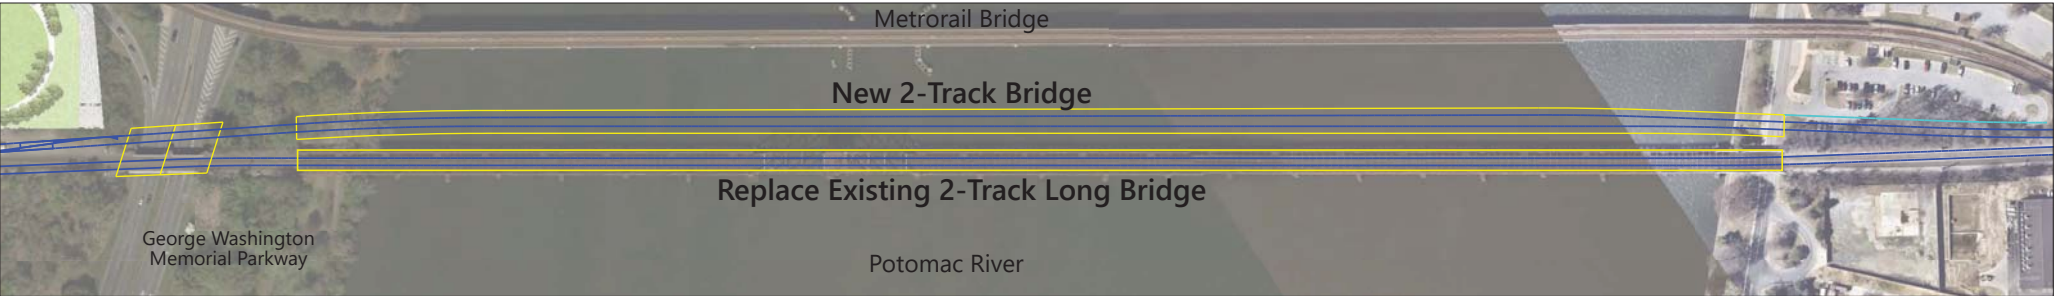 Metrorail Bridge
New 2-Track Bridge
Replace Existing 2-Track Long Bridge
George Washington
Memorial Parkway
Potomac River